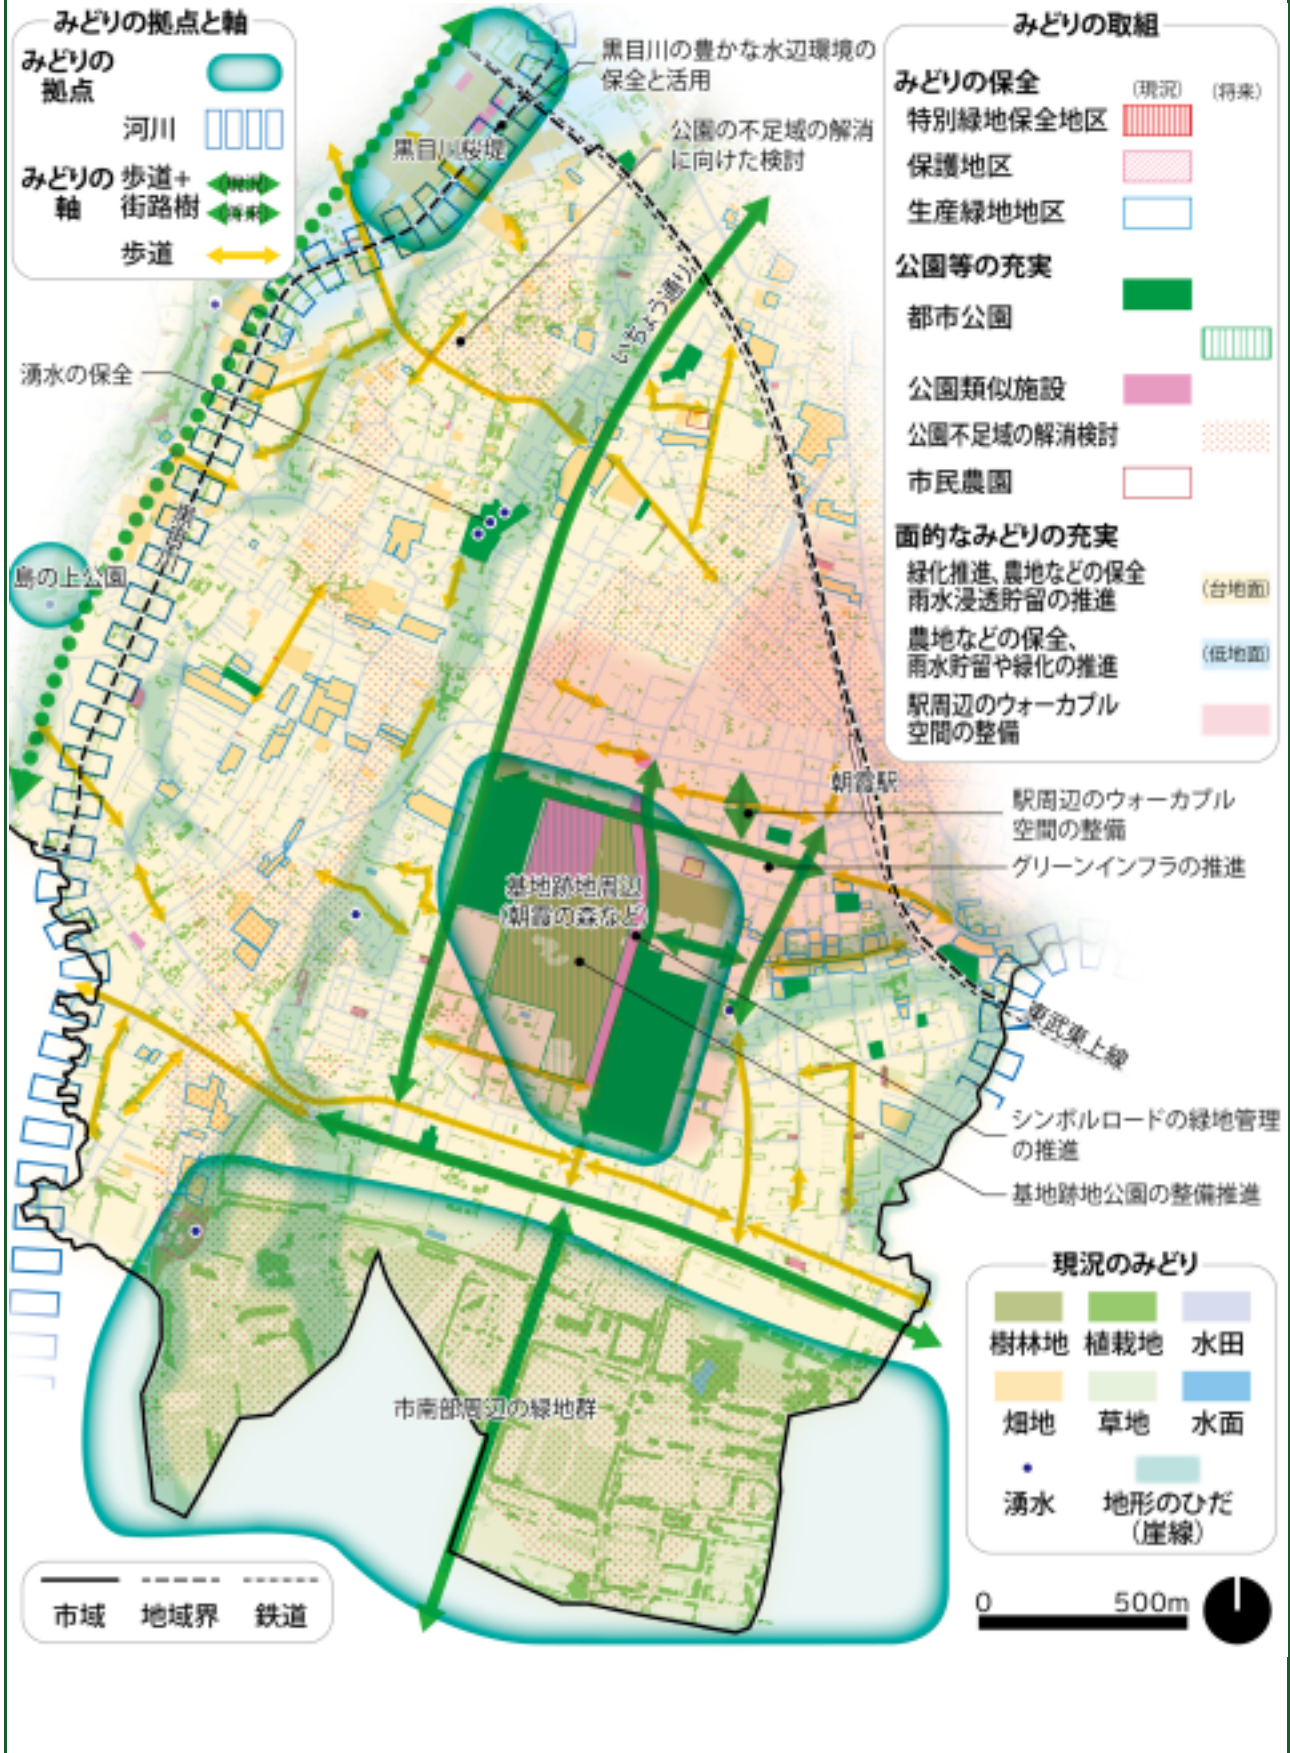 みどりの拠点と軸
みどりの
拠点
河川
みどりの
軸
歩道+
街路樹
(現況)
(将来)
歩道
みどりの取組
みどりの保全
(現況)
(将来)
特別緑地保全地区
保護地区
生産緑地地区
公園等の充実
都市公園
公園類似施設
公園不足域の解消検討
市民農園
面的なみどりの充実
緑化推進、農地などの保全
雨水浸透貯留の推進
(台地面)
農地などの保全、
雨水貯留や緑化の推進
(低地面)
駅周辺のウォーカブル
空間の整備
黒目川の豊かな水辺環境の
保全と活用
公園の不足域の解消
に向けた検討
黒目川桜堤
いちょう通り
湧水の保全
黒目川
島の上公園
朝霞駅
駅周辺のウォーカブル
空間の整備
グリーンインフラの推進
基地跡地周辺
(朝霞の森など)
東武東上線
シンボルロードの緑地管理
の推進
基地跡地公園の整備推進
市南部周辺の緑地群
現況のみどり
樹林地
植栽地
水田
畑地
草地
水面
湧水
地形のひだ
(崖線)
市域
地域界
鉄道
0
500m